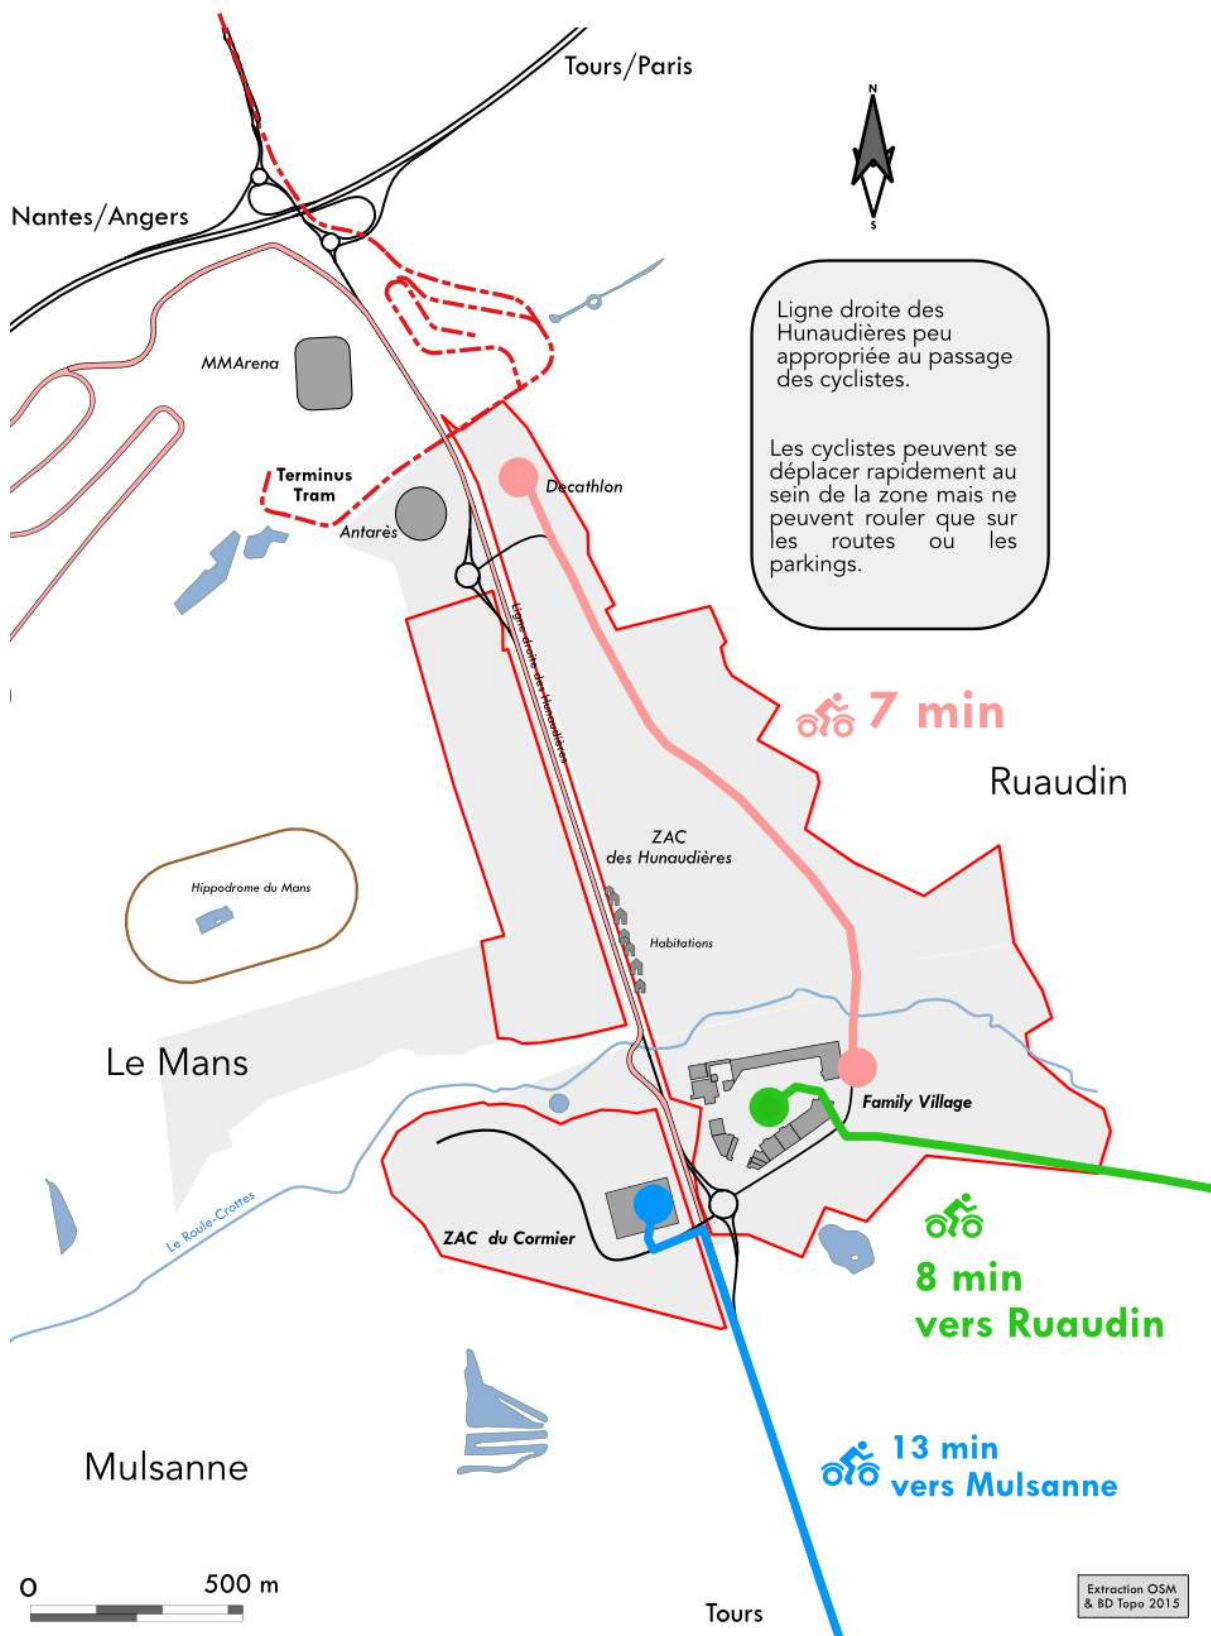 Tours/Paris
N
Nantes/Angers
S
Ligne droite des
Hunaudières peu
appropriée au passage
des cyclistes.
MMArena
Les cyclistes peuvent se
déplacer rapidement au
sein de la zone mais ne
peuvent rouler que sur
les routes ou les
parkings.
Terminus
Tram
Decathlon
Antarès
Ligne droite des Hunaudières
7 min
Ruaudin
ZAC
des Hunaudières
Hippodrome du Mans
Habitations
Le Mans
Family Village
Le Roule-Crottes
ZAC du Cormier
8 min
vers Ruaudin
13 min
vers Mulsanne
Mulsanne
0 500 m
Tours
Extraction OSM
& BD Topo 2015